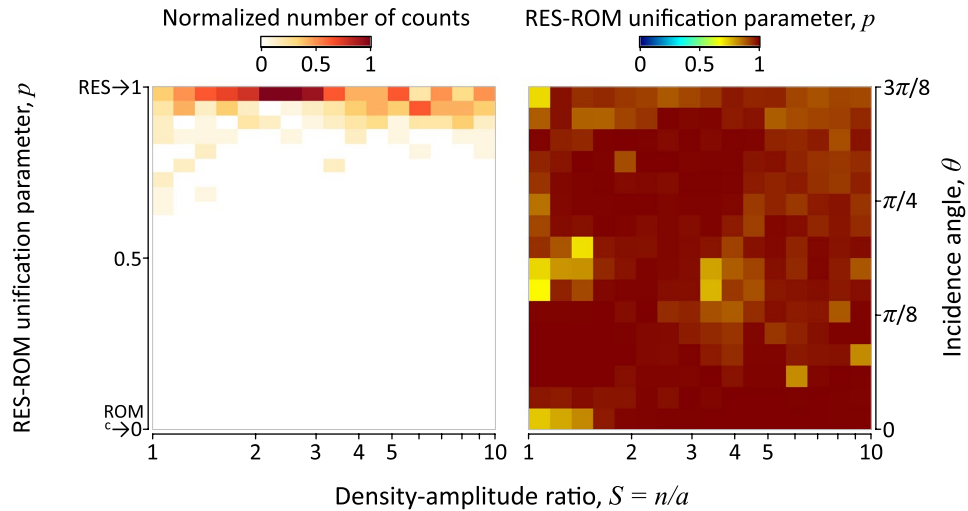 Normalized number of counts
0 0.5 1
RES-ROM unification parameter, p
0 0.5 1
RES-ROM unification parameter, p
RES→1
0.5
ROM
c→0
1 2 3 4 5 10
1 2 3 4 5 10
3π/8
π/4
π/8
0
Incidence angle, θ
Density-amplitude ratio, S = n/a